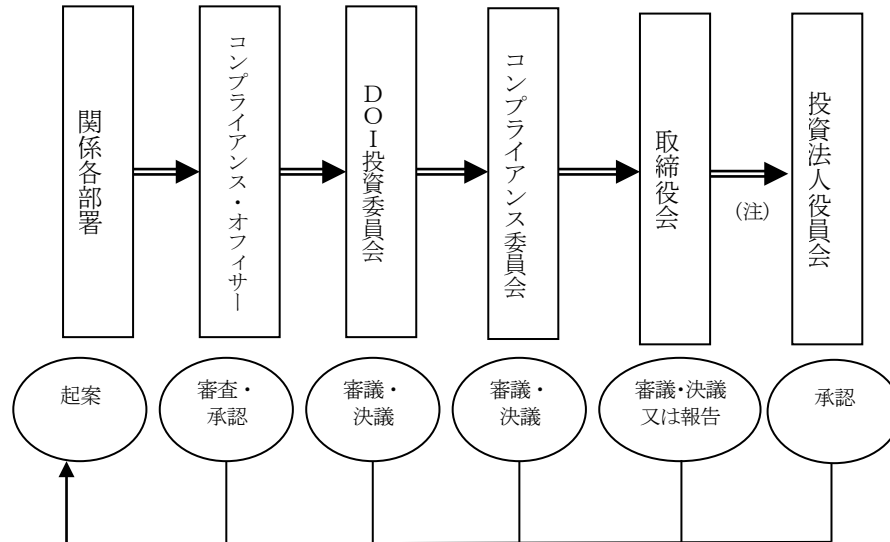 関係各部署
コンプライアンス・オフィサー
DOI投資委員会
コンプライアンス委員会
取締役会
(注)
投資法人役員会
起案
審査・
承認
審議・
決議
審議・
決議
審議・決議
又は報告
承認